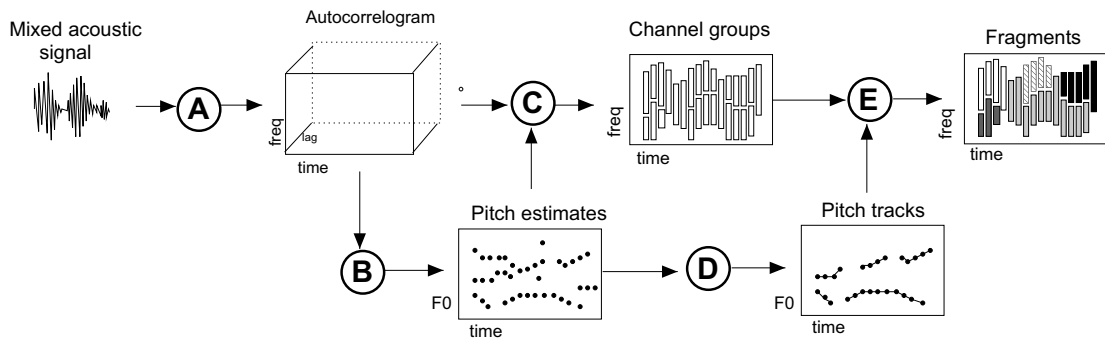 Mixed acoustic
signal
A
Autocorrelogram
freq
lag
time
C
Channel groups
freq
time
E
Fragments
freq
time
B
Pitch estimates
F0
time
D
Pitch tracks
F0
time